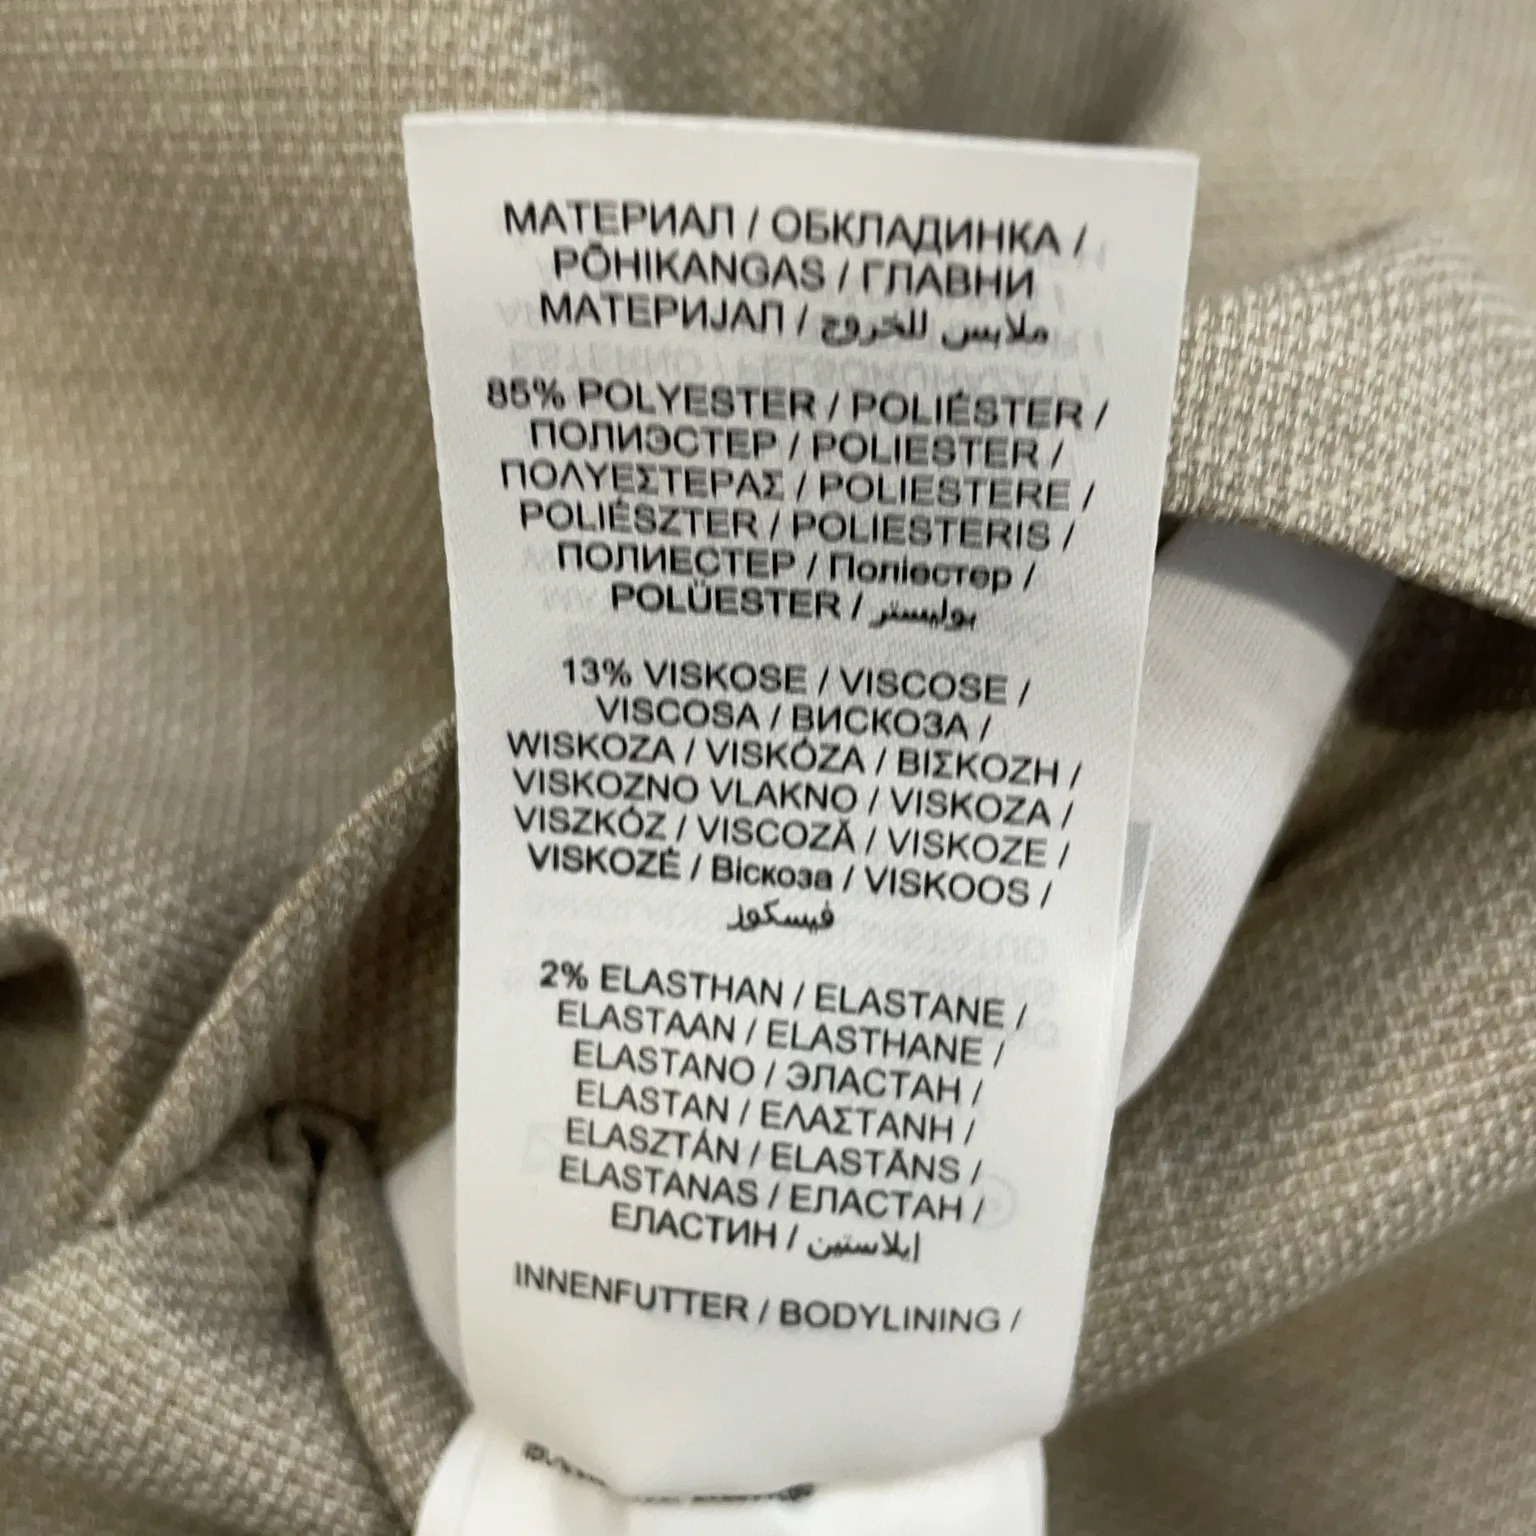 МАТЕРИАЛ / ОБКЛАДИНКА /
PÕHIKANGAS / ГЛАВНИ
МАТЕРИЈАЛ / ملابس للخروج
85% POLYESTER / POLIÉSTER /
ПОЛИЭСТЕР / POLIESTER /
ΠΟΛΥΕΣΤΕΡΑΣ / POLIESTERE /
POLIÉSZTER / POLIESTERIS /
ПОЛИЕСТЕР / Поліестер /
POLÜESTER / بوليستر
13% VISKOSE / VISCOSE /
VISCOSA / ВИСКОЗА /
WISKOZA / VISKÓZA / ΒΙΣΚΟΖΗ /
VISKOZNO VLAKNO / VISKOZA /
VISZKÓZ / VISCOZĂ / VISKOZE /
VISKOZĖ / Віскоза / VISKOOS /
فيسكوز
2% ELASTHAN / ELASTANE /
ELASTAAN / ELASTHANE /
ELASTANO / ЭЛАСТАН /
ELASTAN / ΕΛΑΣΤΑΝΗ /
ELASZTÁN / ELASTĀNS /
ELASTANAS / ЕЛАСТАН /
ЕЛАСТИН / إيلاستين
INNENFUTTER / BODYLINING /